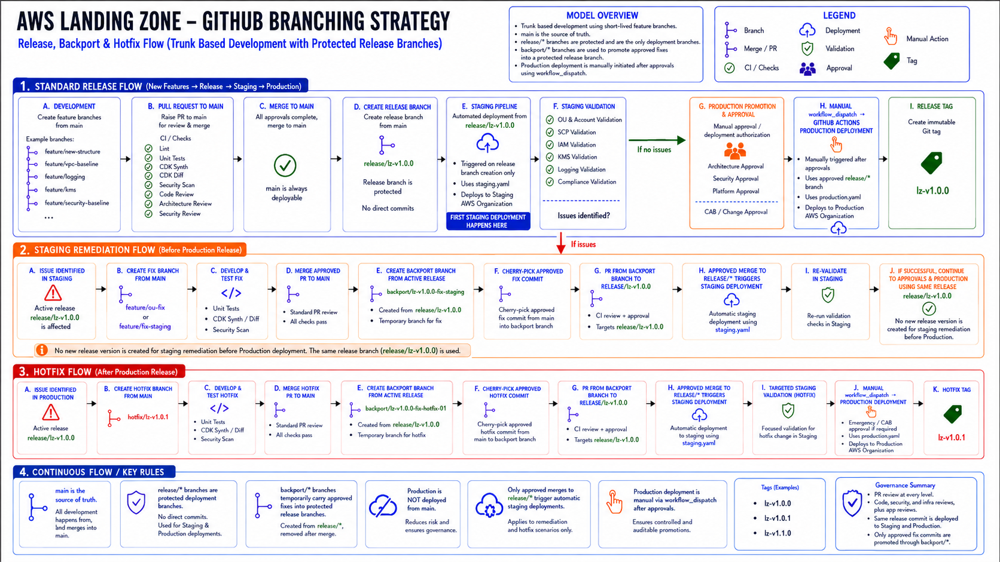 AWS LANDING ZONE – GITHUB BRANCHING STRATEGY
Release, Backport & Hotfix Flow (Trunk Based Development with Protected Release Branches)
MODEL OVERVIEW
• Trunk based development using short-lived feature branches.
• main is the source of truth.
• release/* branches are protected and are the only deployment branches.
• backport/* branches are used to promote approved fixes
into a protected release branch.
• Production deployment is manually initiated after approvals
using workflow_dispatch.
LEGEND
Branch
Merge / PR
CI / Checks
Deployment
Validation
Approval
Manual Action
Tag
1. STANDARD RELEASE FLOW (New Features → Release → Staging → Production)
A. DEVELOPMENT
Create feature branches
from main
Example branches:
feature/new-structure
feature/vpc-baseline
feature/logging
feature/kms
feature/security-baseline
...
B. PULL REQUEST TO MAIN
Raise PR to main
for review & merge
CI / Checks
Lint
Unit Tests
CDK Synth
CDK Diff
Security Scan
Code Review
Architecture Review
Security Review
C. MERGE TO MAIN
All approvals complete,
merge to main
main is always
deployable
D. CREATE RELEASE BRANCH
Create release branch
from main
release/lz-v1.0.0
Release branch is
protected
No direct commits
E. STAGING PIPELINE
Automated deployment from
release/lz-v1.0.0
• Triggered on release
branch creation only
• Uses staging.yaml
• Deploys to Staging
AWS Organization
FIRST STAGING DEPLOYMENT
HAPPENS HERE
F. STAGING VALIDATION
OU & Account Validation
SCP Validation
IAM Validation
KMS Validation
Logging Validation
Compliance Validation
Issues identified?
If no issues
If issues
G. PRODUCTION PROMOTION
& APPROVAL
Manual approval /
deployment authorization
Architecture Approval
Security Approval
Platform Approval
CAB / Change Approval
H. MANUAL
workflow_dispatch →
GITHUB ACTIONS
PRODUCTION DEPLOYMENT
• Manually triggered after
approvals
• Uses approved release/*
branch
• Uses production.yaml
• Deploys to Production
AWS Organization
I. RELEASE TAG
Create immutable
Git tag
lz-v1.0.0
2. STAGING REMEDIATION FLOW (Before Production Release)
A. ISSUE IDENTIFIED
IN STAGING
Active release
release/lz-v1.0.0
is affected
B. CREATE FIX BRANCH
FROM MAIN
feature/ou-fix
or
feature/fix-staging
C. DEVELOP &
TEST FIX
</>
• Unit Tests
• CDK Synth / Diff
• Security Scan
D. MERGE APPROVED
PR TO MAIN
• Standard PR review
• All checks pass
E. CREATE BACKPORT BRANCH
FROM ACTIVE RELEASE
backport/lz-v1.0.0-fix-staging
• Created from release/lz-v1.0.0
• Temporary branch for fix
F. CHERRY-PICK APPROVED
FIX COMMIT
Cherry-pick approved
fix commit from main
into backport branch
G. PR FROM BACKPORT
BRANCH TO
RELEASE/lz-v1.0.0
• CI review + approval
• Targets release/lz-v1.0.0
H. APPROVED MERGE TO
RELEASE/* TRIGGERS
STAGING DEPLOYMENT
Automatic staging
deployment using
staging.yaml
I. RE-VALIDATE
IN STAGING
Re-run validation
checks in Staging
J. IF SUCCESSFUL, CONTINUE
TO APPROVALS & PRODUCTION
USING SAME RELEASE
release/lz-v1.0.0
No new release version is
created for staging remediation
before Production.
No new release version is created for staging remediation before Production deployment. The same release branch (release/lz-v1.0.0) is used.
3. HOTFIX FLOW (After Production Release)
A. ISSUE IDENTIFIED
IN PRODUCTION
Active release
release/lz-v1.0.0
B. CREATE HOTFIX BRANCH
FROM MAIN
hotfix/lz-v1.0.1
C. DEVELOP &
TEST HOTFIX
</>
• Unit Tests
• CDK Synth / Diff
• Security Scan
D. MERGE HOTFIX
PR TO MAIN
• Standard PR review
• All checks pass
E. CREATE BACKPORT BRANCH
FROM ACTIVE RELEASE
backport/lz-v1.0.0-fix-hotfix-01
• Created from release/lz-v1.0.0
• Temporary branch for hotfix
F. CHERRY-PICK APPROVED
HOTFIX COMMIT
Cherry-pick approved
hotfix commit from
main to backport branch
G. PR FROM BACKPORT
BRANCH TO
RELEASE/lz-v1.0.0
• CI review + approval
• Targets release/lz-v1.0.0
H. APPROVED MERGE TO
RELEASE/* TRIGGERS
STAGING DEPLOYMENT
Automatic deployment
to staging using
staging.yaml
I. TARGETED STAGING
VALIDATION (HOTFIX)
Focused validation for
hotfix change in Staging
J. MANUAL
workflow_dispatch →
PRODUCTION DEPLOYMENT
• Emergency / CAB
approval if required
• Uses production.yaml
• Deploys to Production
AWS Organization
K. HOTFIX TAG
lz-v1.0.1
4. CONTINUOUS FLOW / KEY RULES
main is the
source of truth.
All development
happens from,
and merges into
main.
release/* branches are
protected deployment
branches.
No direct commits.
Used for Staging &
Production deployments.
backport/* branches
temporarily carry approved
fixes into protected
release branches.
Created from release/*,
removed after merge.
Production is
NOT deployed
from main.
Reduces risk and
ensures governance.
Only approved merges to
release/* trigger automatic
staging deployments.
Applies to remediation
and hotfix scenarios only.
Production deployment is
manual via workflow_dispatch
after approvals.
Ensures controlled and
auditable promotions.
Tags (Examples)
• lz-v1.0.0
• lz-v1.0.1
• lz-v1.1.0
Governance Summary
• PR review at every level.
• Code, security, and infra reviews,
plus app reviews.
• Same release commit is deployed
to Staging and Production.
• Only approved fix commits are
promoted through backport/*.